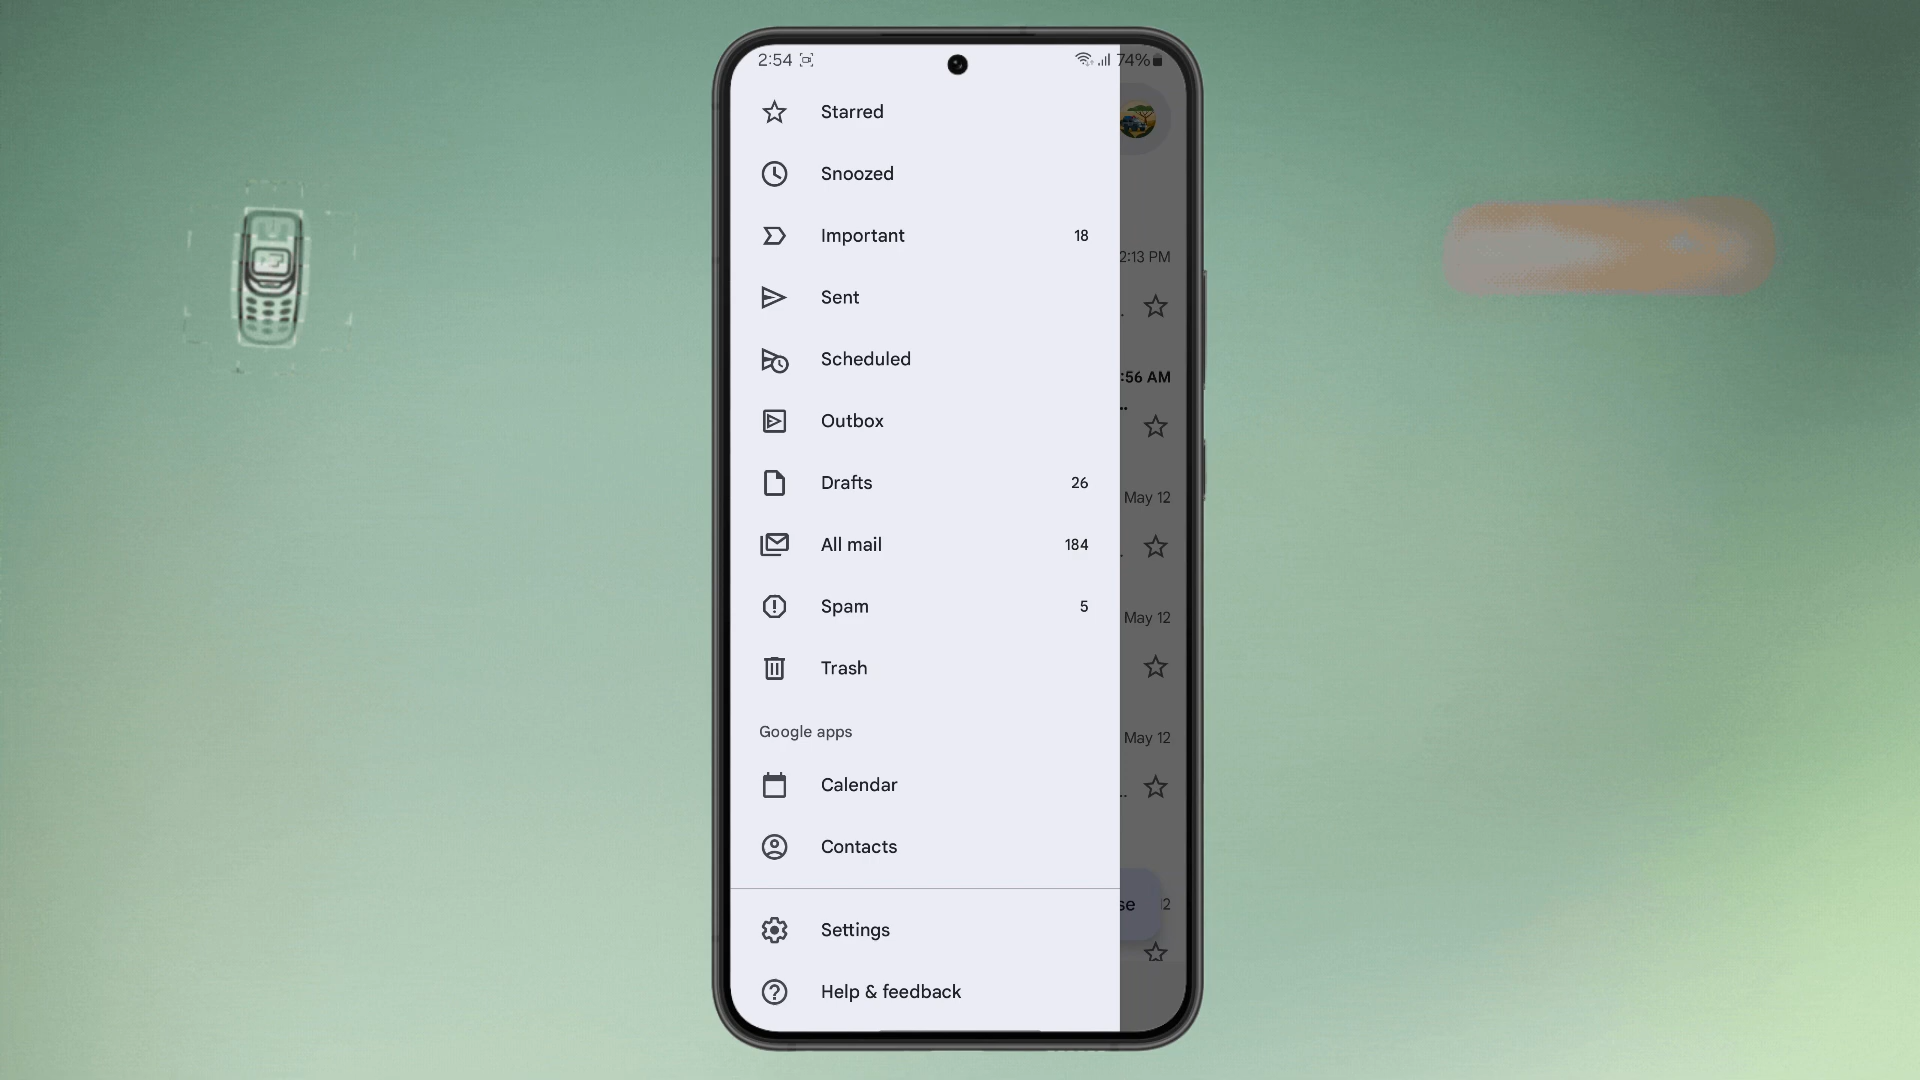 2:54
74%
Starred
Snoozed
Important 18
2:13 PM
Sent
Scheduled
:56 AM
Outbox
Drafts 26
May 12
All mail 184
Spam 5
May 12
Trash
Google apps
May 12
Calendar
Contacts
se
12
Settings
Help & feedback